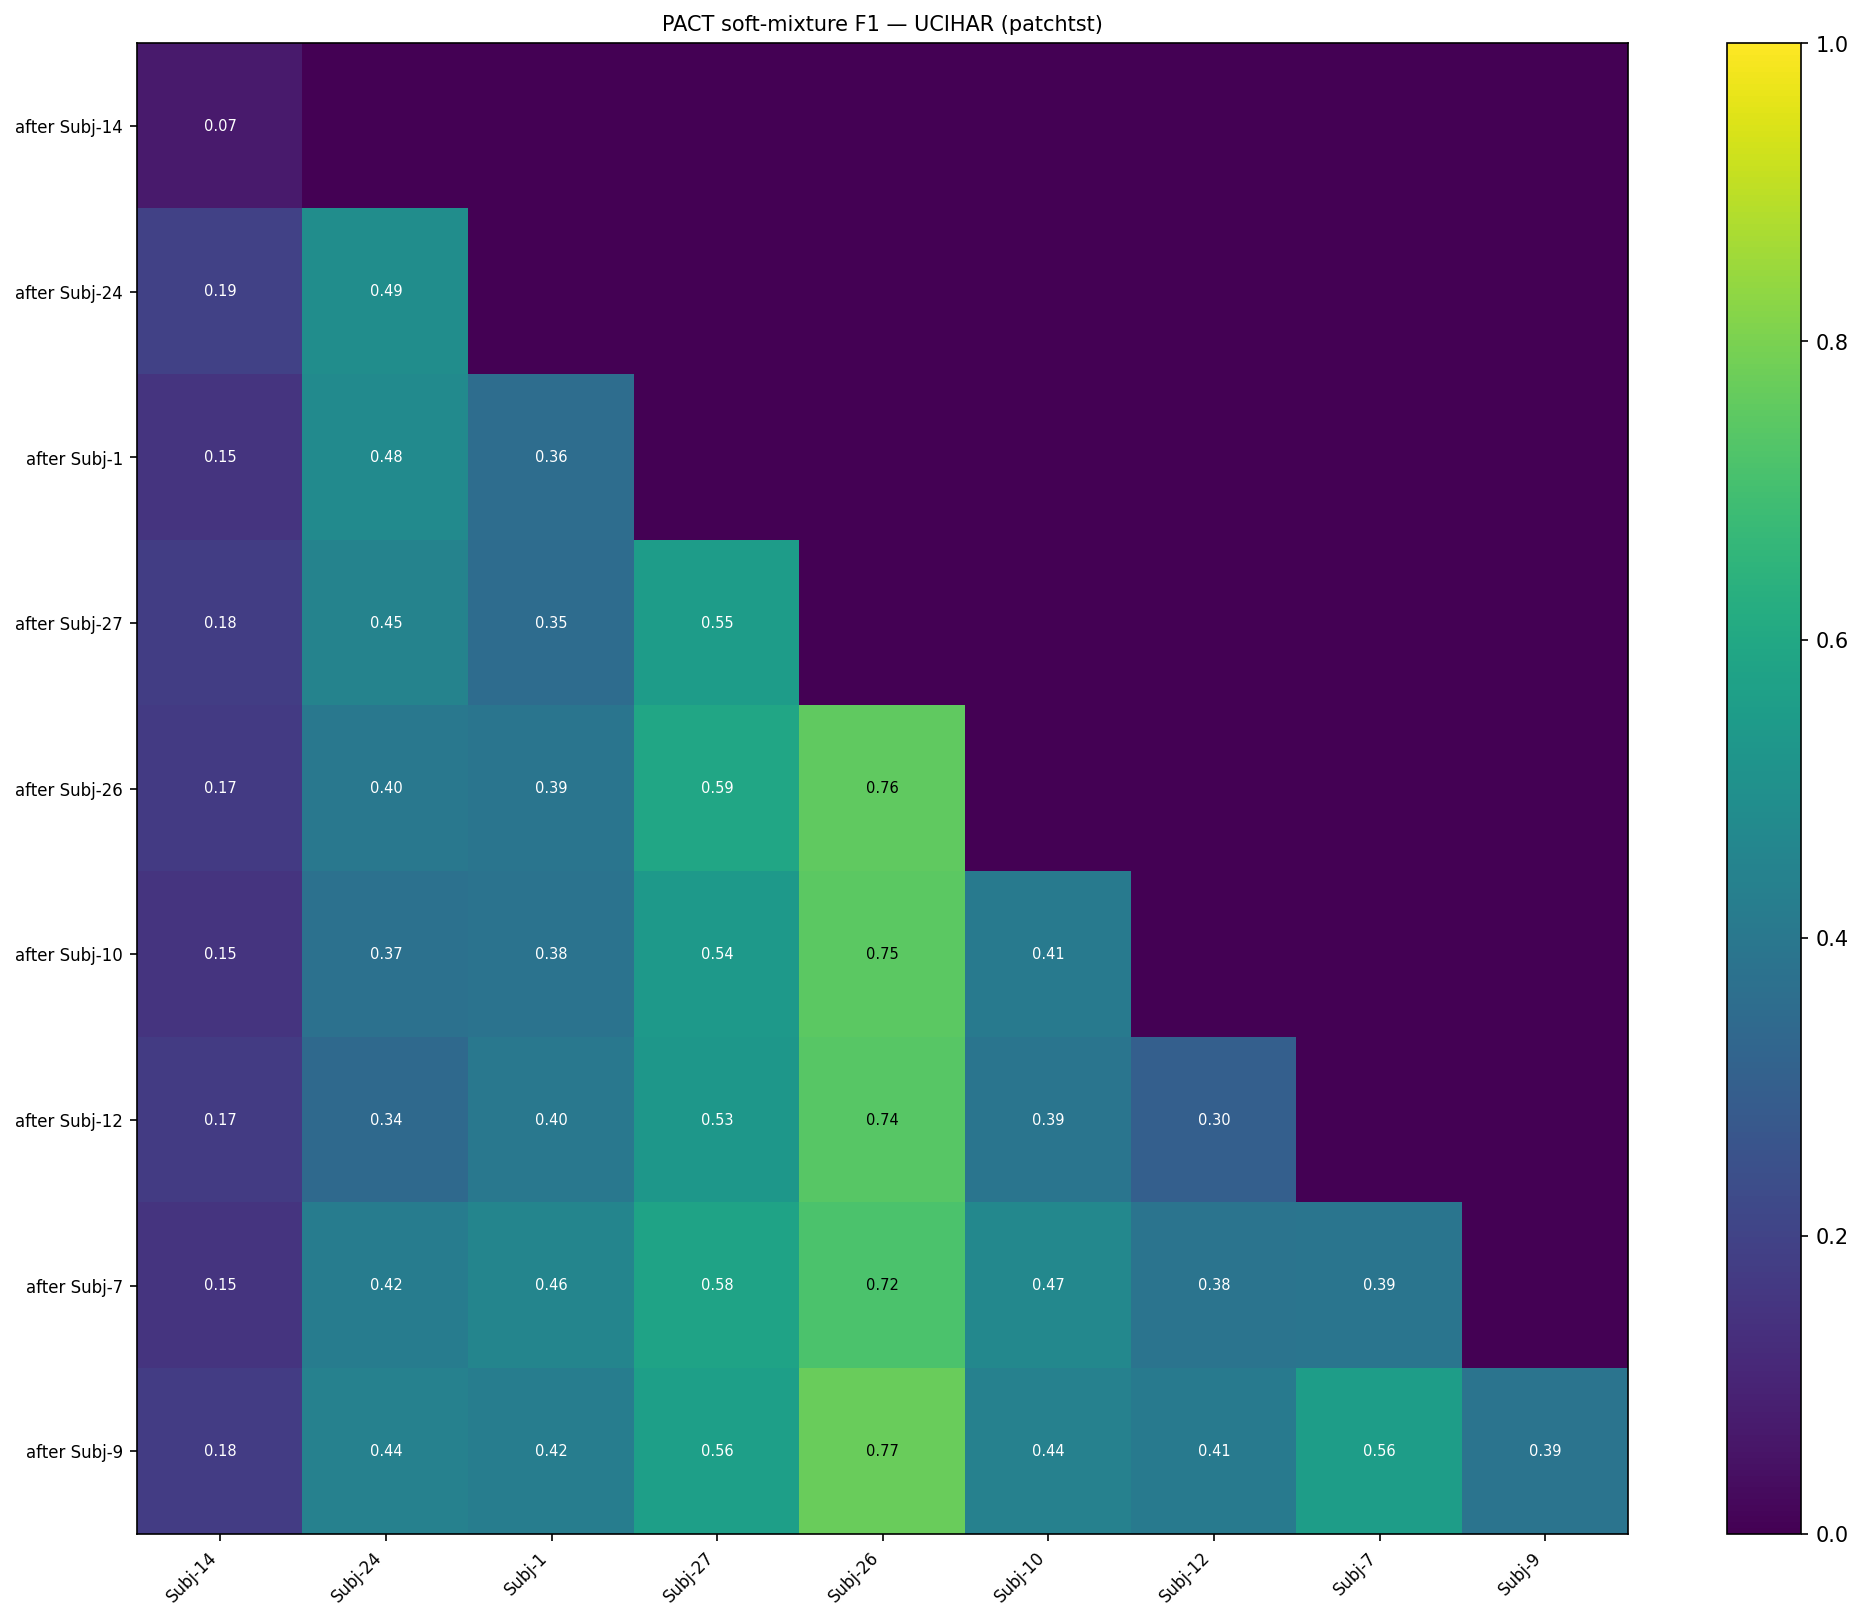 PACT soft-mixture F1 — UCIHAR (patchtst)
after Subj-14 0.07
after Subj-24 0.19 0.49
after Subj-1 0.15 0.48 0.36
after Subj-27 0.18 0.45 0.35 0.55
after Subj-26 0.17 0.40 0.39 0.59 0.76
after Subj-10 0.15 0.37 0.38 0.54 0.75 0.41
after Subj-12 0.17 0.34 0.40 0.53 0.74 0.39 0.30
after Subj-7 0.15 0.42 0.46 0.58 0.72 0.47 0.38 0.39
after Subj-9 0.18 0.44 0.42 0.56 0.77 0.44 0.41 0.56 0.39
Subj-14 Subj-24 Subj-1 Subj-27 Subj-26 Subj-10 Subj-12 Subj-7 Subj-9
1.0
0.8
0.6
0.4
0.2
0.0